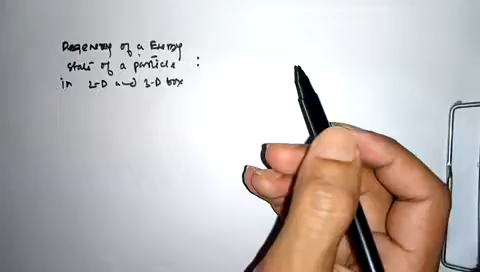 Degeneracy of a Energy
state of a particle :
in 2-D and 3-D box